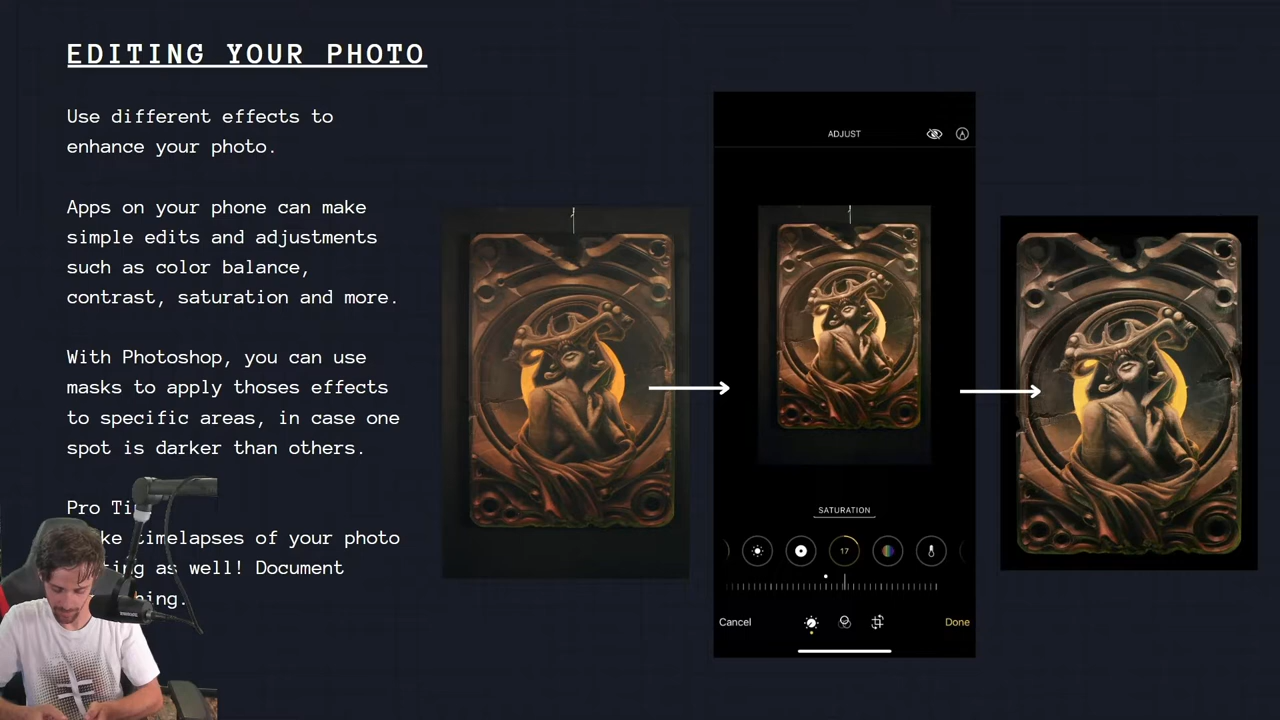 EDITING YOUR PHOTO
Use different effects to
enhance your photo.
Apps on your phone can make
simple edits and adjustments
such as color balance,
contrast, saturation and more.
With Photoshop, you can use
masks to apply thoses effects
to specific areas, in case one
spot is darker than others.
Pro
timelapses of your photo
as well! Document
ADJUST
SATURATION
17
Cancel
Done